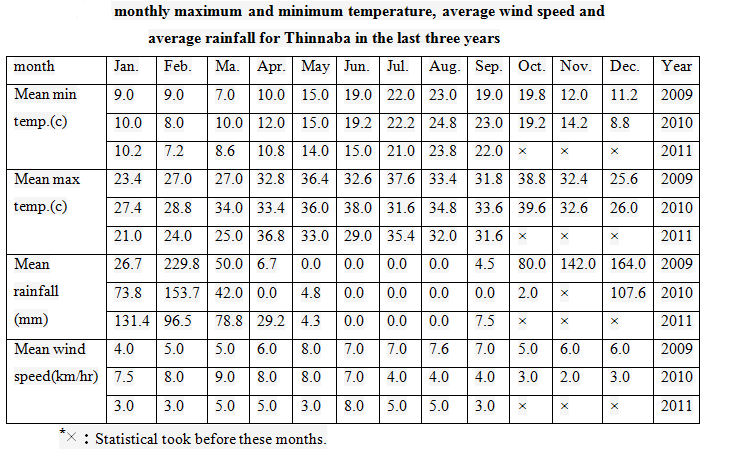 monthly maximum and minimum temperature, average wind speed and
average rainfall for Thinnaba in the last three years
month Jan. Feb. Ma. Apr. May Jun. Jul. Aug. Sep. Oct. Nov. Dec. Year
Mean min 9.0 9.0 7.0 10.0 15.0 19.0 22.0 23.0 19.0 19.8 12.0 11.2 2009
temp.(c) 10.0 8.0 10.0 12.0 15.0 19.2 22.2 24.8 23.0 19.2 14.2 8.8 2010
10.2 7.2 8.6 10.8 14.0 15.0 21.0 23.8 22.0 × × × 2011
Mean max 23.4 27.0 27.0 32.8 36.4 32.6 37.6 33.4 31.8 38.8 32.4 25.6 2009
temp.(c) 27.4 28.8 34.0 33.4 36.0 38.0 31.6 34.8 33.6 39.6 32.6 26.0 2010
21.0 24.0 25.0 36.8 33.0 29.0 35.4 32.0 31.6 × × × 2011
Mean 26.7 229.8 50.0 6.7 0.0 0.0 0.0 0.0 4.5 80.0 142.0 164.0 2009
rainfall 73.8 153.7 42.0 0.0 4.8 0.0 0.0 0.0 0.0 2.0 × 107.6 2010
(mm) 131.4 96.5 78.8 29.2 4.3 0.0 0.0 0.0 7.5 × × × 2011
Mean wind 4.0 5.0 5.0 6.0 8.0 7.0 7.0 7.6 7.0 5.0 6.0 6.0 2009
speed(km/hr) 7.5 8.0 9.0 8.0 8.0 7.0 4.0 4.0 4.0 3.0 2.0 3.0 2010
3.0 3.0 5.0 5.0 3.0 8.0 5.0 5.0 3.0 × × × 2011
*×：Statistical took before these months.